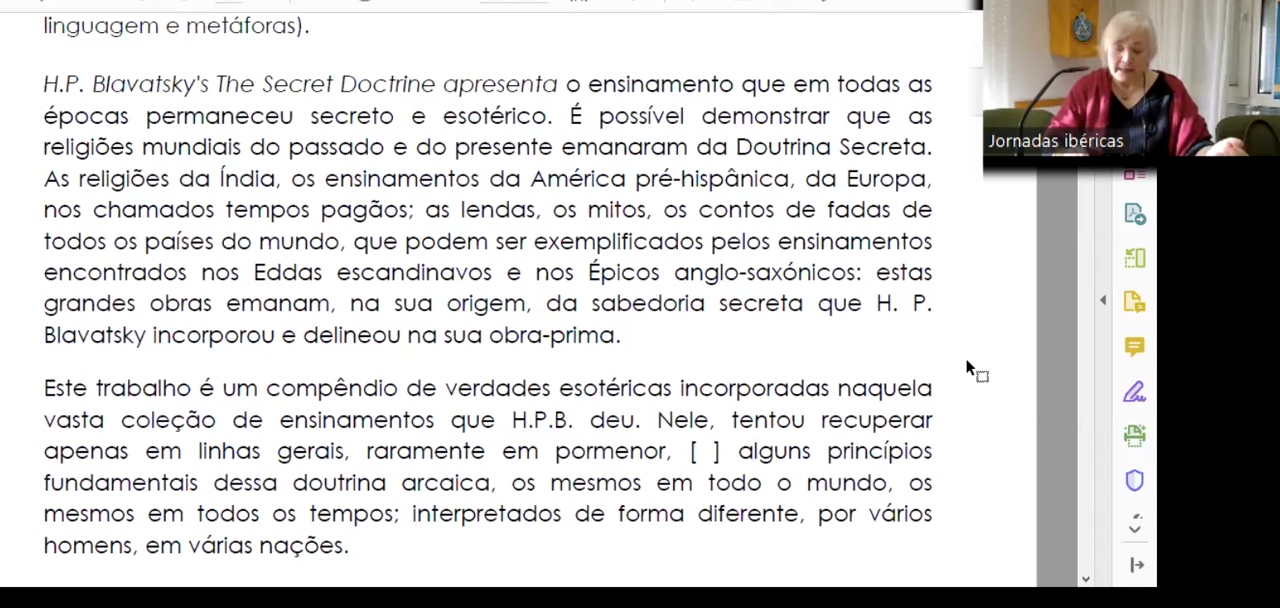 linguagem e metáforas).
H.P. Blavatsky's The Secret Doctrine apresenta o ensinamento que em todas as
épocas permaneceu secreto e esotérico. É possível demonstrar que as
religiões mundiais do passado e do presente emanaram da Doutrina Secreta.
As religiões da Índia, os ensinamentos da América pré-hispânica, da Europa,
nos chamados tempos pagãos; as lendas, os mitos, os contos de fadas de
todos os países do mundo, que podem ser exemplificados pelos ensinamentos
encontrados nos Eddas escandinavos e nos Épicos anglo-saxónicos: estas
grandes obras emanam, na sua origem, da sabedoria secreta que H. P.
Blavatsky incorporou e delineou na sua obra-prima.
Este trabalho é um compêndio de verdades esotéricas incorporadas naquela
vasta coleção de ensinamentos que H.P.B. deu. Nele, tentou recuperar
apenas em linhas gerais, raramente em pormenor, [ ] alguns princípios
fundamentais dessa doutrina arcaica, os mesmos em todo o mundo, os
mesmos em todos os tempos; interpretados de forma diferente, por vários
homens, em várias nações.
Jornadas ibéricas